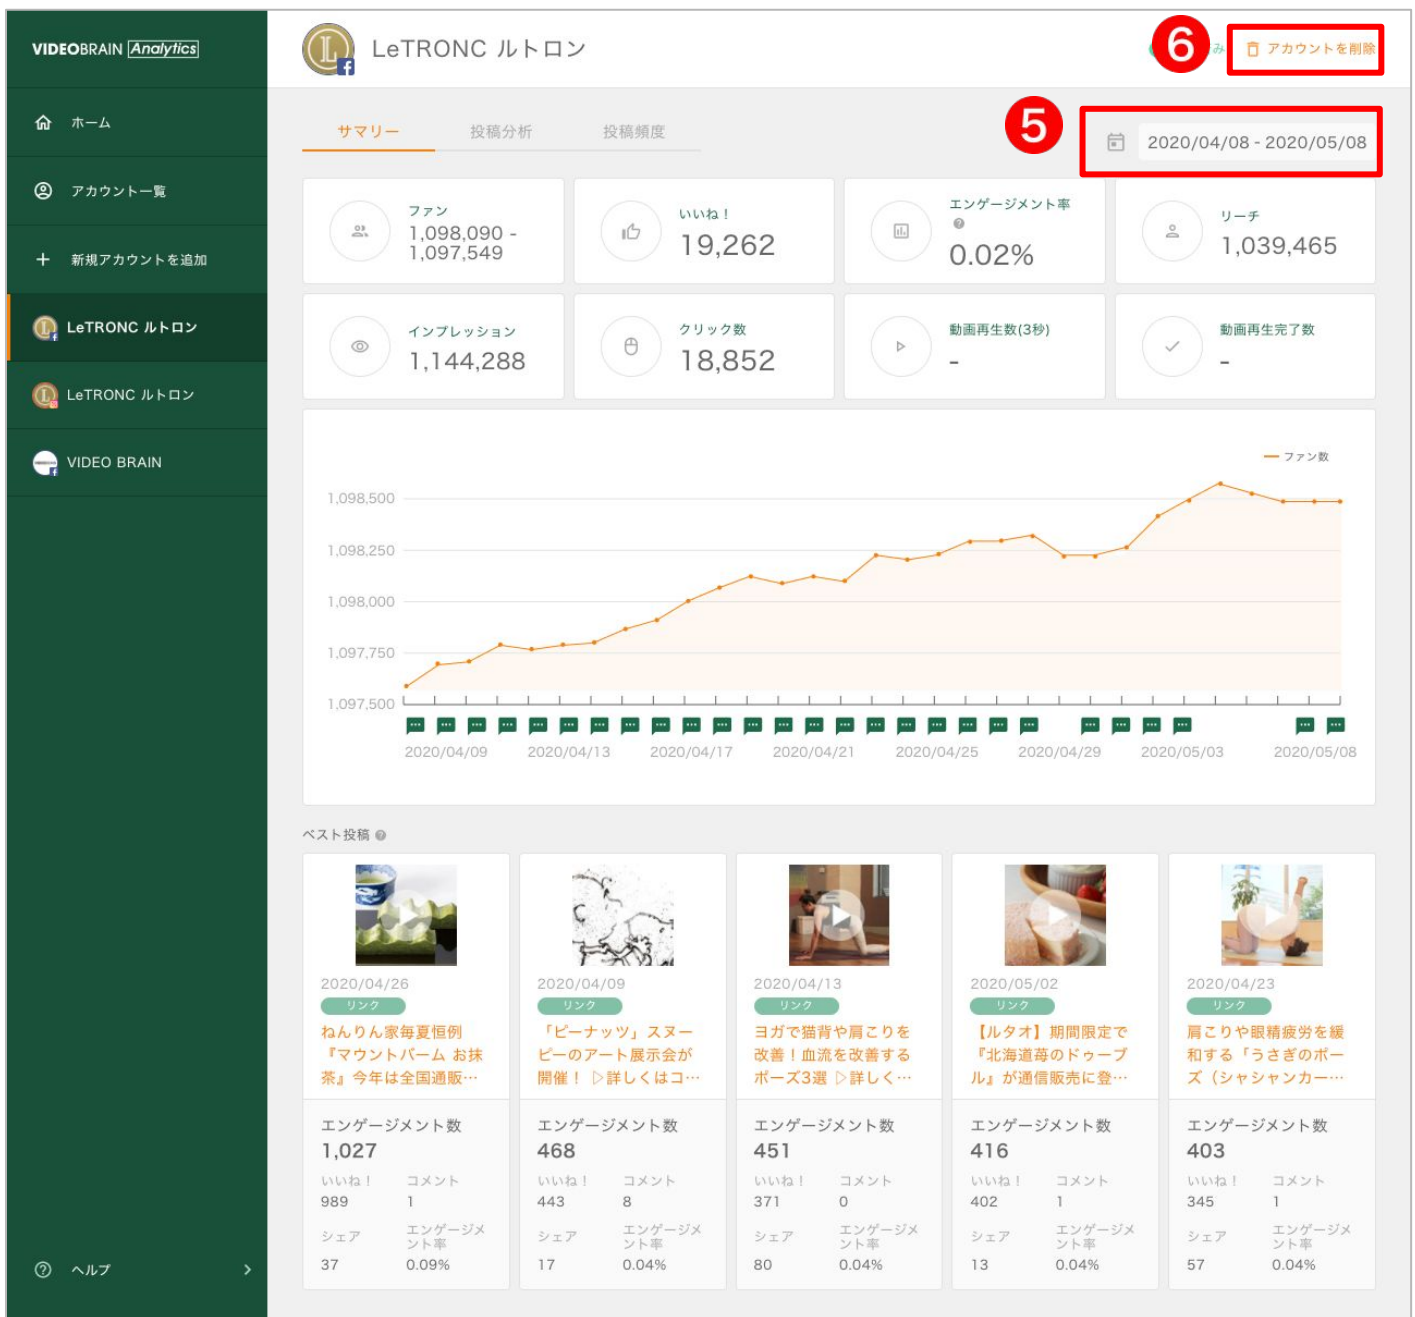 VIDEOBRAIN Analytics
LeTRONC ルトロン
6
み
アカウントを削除
ホーム
アカウント一覧
新規アカウントを追加
LeTRONC ルトロン
LeTRONC ルトロン
VIDEO BRAIN
ヘルプ
サマリー 投稿分析 投稿頻度
5
2020/04/08 - 2020/05/08
ファン
1,098,090 -
1,097,549
いいね！
19,262
エンゲージメント率
0.02%
リーチ
1,039,465
インプレッション
1,144,288
クリック数
18,852
動画再生数(3秒)
-
動画再生完了数
-
ファン数
1,098,500
1,098,250
1,098,000
1,097,750
1,097,500
2020/04/09 2020/04/13 2020/04/17 2020/04/21 2020/04/25 2020/04/29 2020/05/03 2020/05/08
ベスト投稿
2020/04/26
リンク
ねんりん家毎夏恒例
『マウントバーム お抹
茶』今年は全国通販…
エンゲージメント数
1,027
いいね！ コメント
989 1
シェア エンゲージメ
ント率
37 0.09%
2020/04/09
リンク
「ピーナッツ」スヌー
ピーのアート展示会が
開催！ ▷詳しくはコ…
エンゲージメント数
468
いいね！ コメント
443 8
シェア エンゲージメ
ント率
17 0.04%
2020/04/13
リンク
ヨガで猫背や肩こりを
改善！血流を改善する
ポーズ3選 ▷詳しく…
エンゲージメント数
451
いいね！ コメント
371 0
シェア エンゲージメ
ント率
80 0.04%
2020/05/02
リンク
【ルタオ】期間限定で
『北海道苺のドゥーブ
ル』が通信販売に登…
エンゲージメント数
416
いいね！ コメント
402 1
シェア エンゲージメ
ント率
13 0.04%
2020/04/23
リンク
肩こりや眼精疲労を緩
和する「うさぎのポー
ズ（シャシャンカー…
エンゲージメント数
403
いいね！ コメント
345 1
シェア エンゲージメ
ント率
57 0.04%